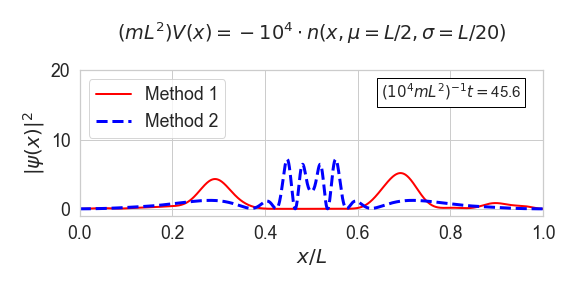 (mL²)V(x) = −10⁴ · n(x, μ = L/2, σ = L/20)
20
10
0
|ψ(x)|²
Method 1
Method 2
(10⁴mL²)⁻¹t = 45.6
0.0 0.2 0.4 0.6 0.8 1.0
x/L